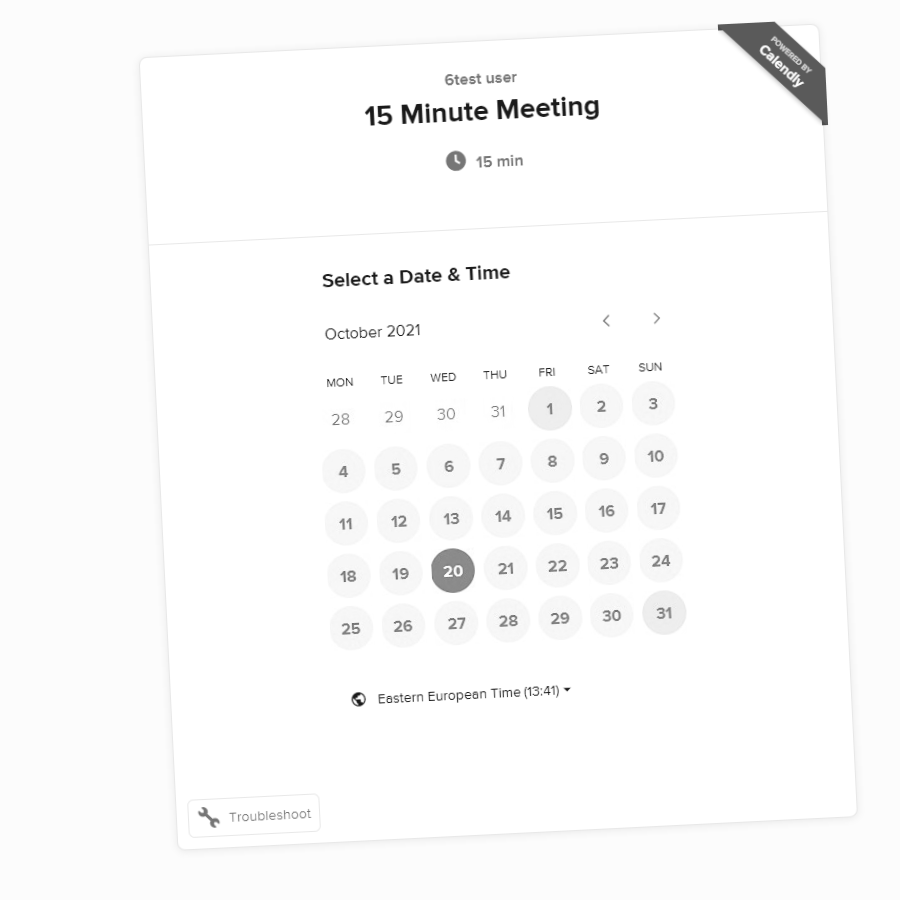 6test user
15 Minute Meeting
15 min
POWERED BY
Calendly
Select a Date & Time
October 2021
MON TUE WED THU FRI SAT SUN
28 29 30 31 1 2 3
4 5 6 7 8 9 10
11 12 13 14 15 16 17
18 19 20 21 22 23 24
25 26 27 28 29 30 31
Eastern European Time (13:41)
Troubleshoot